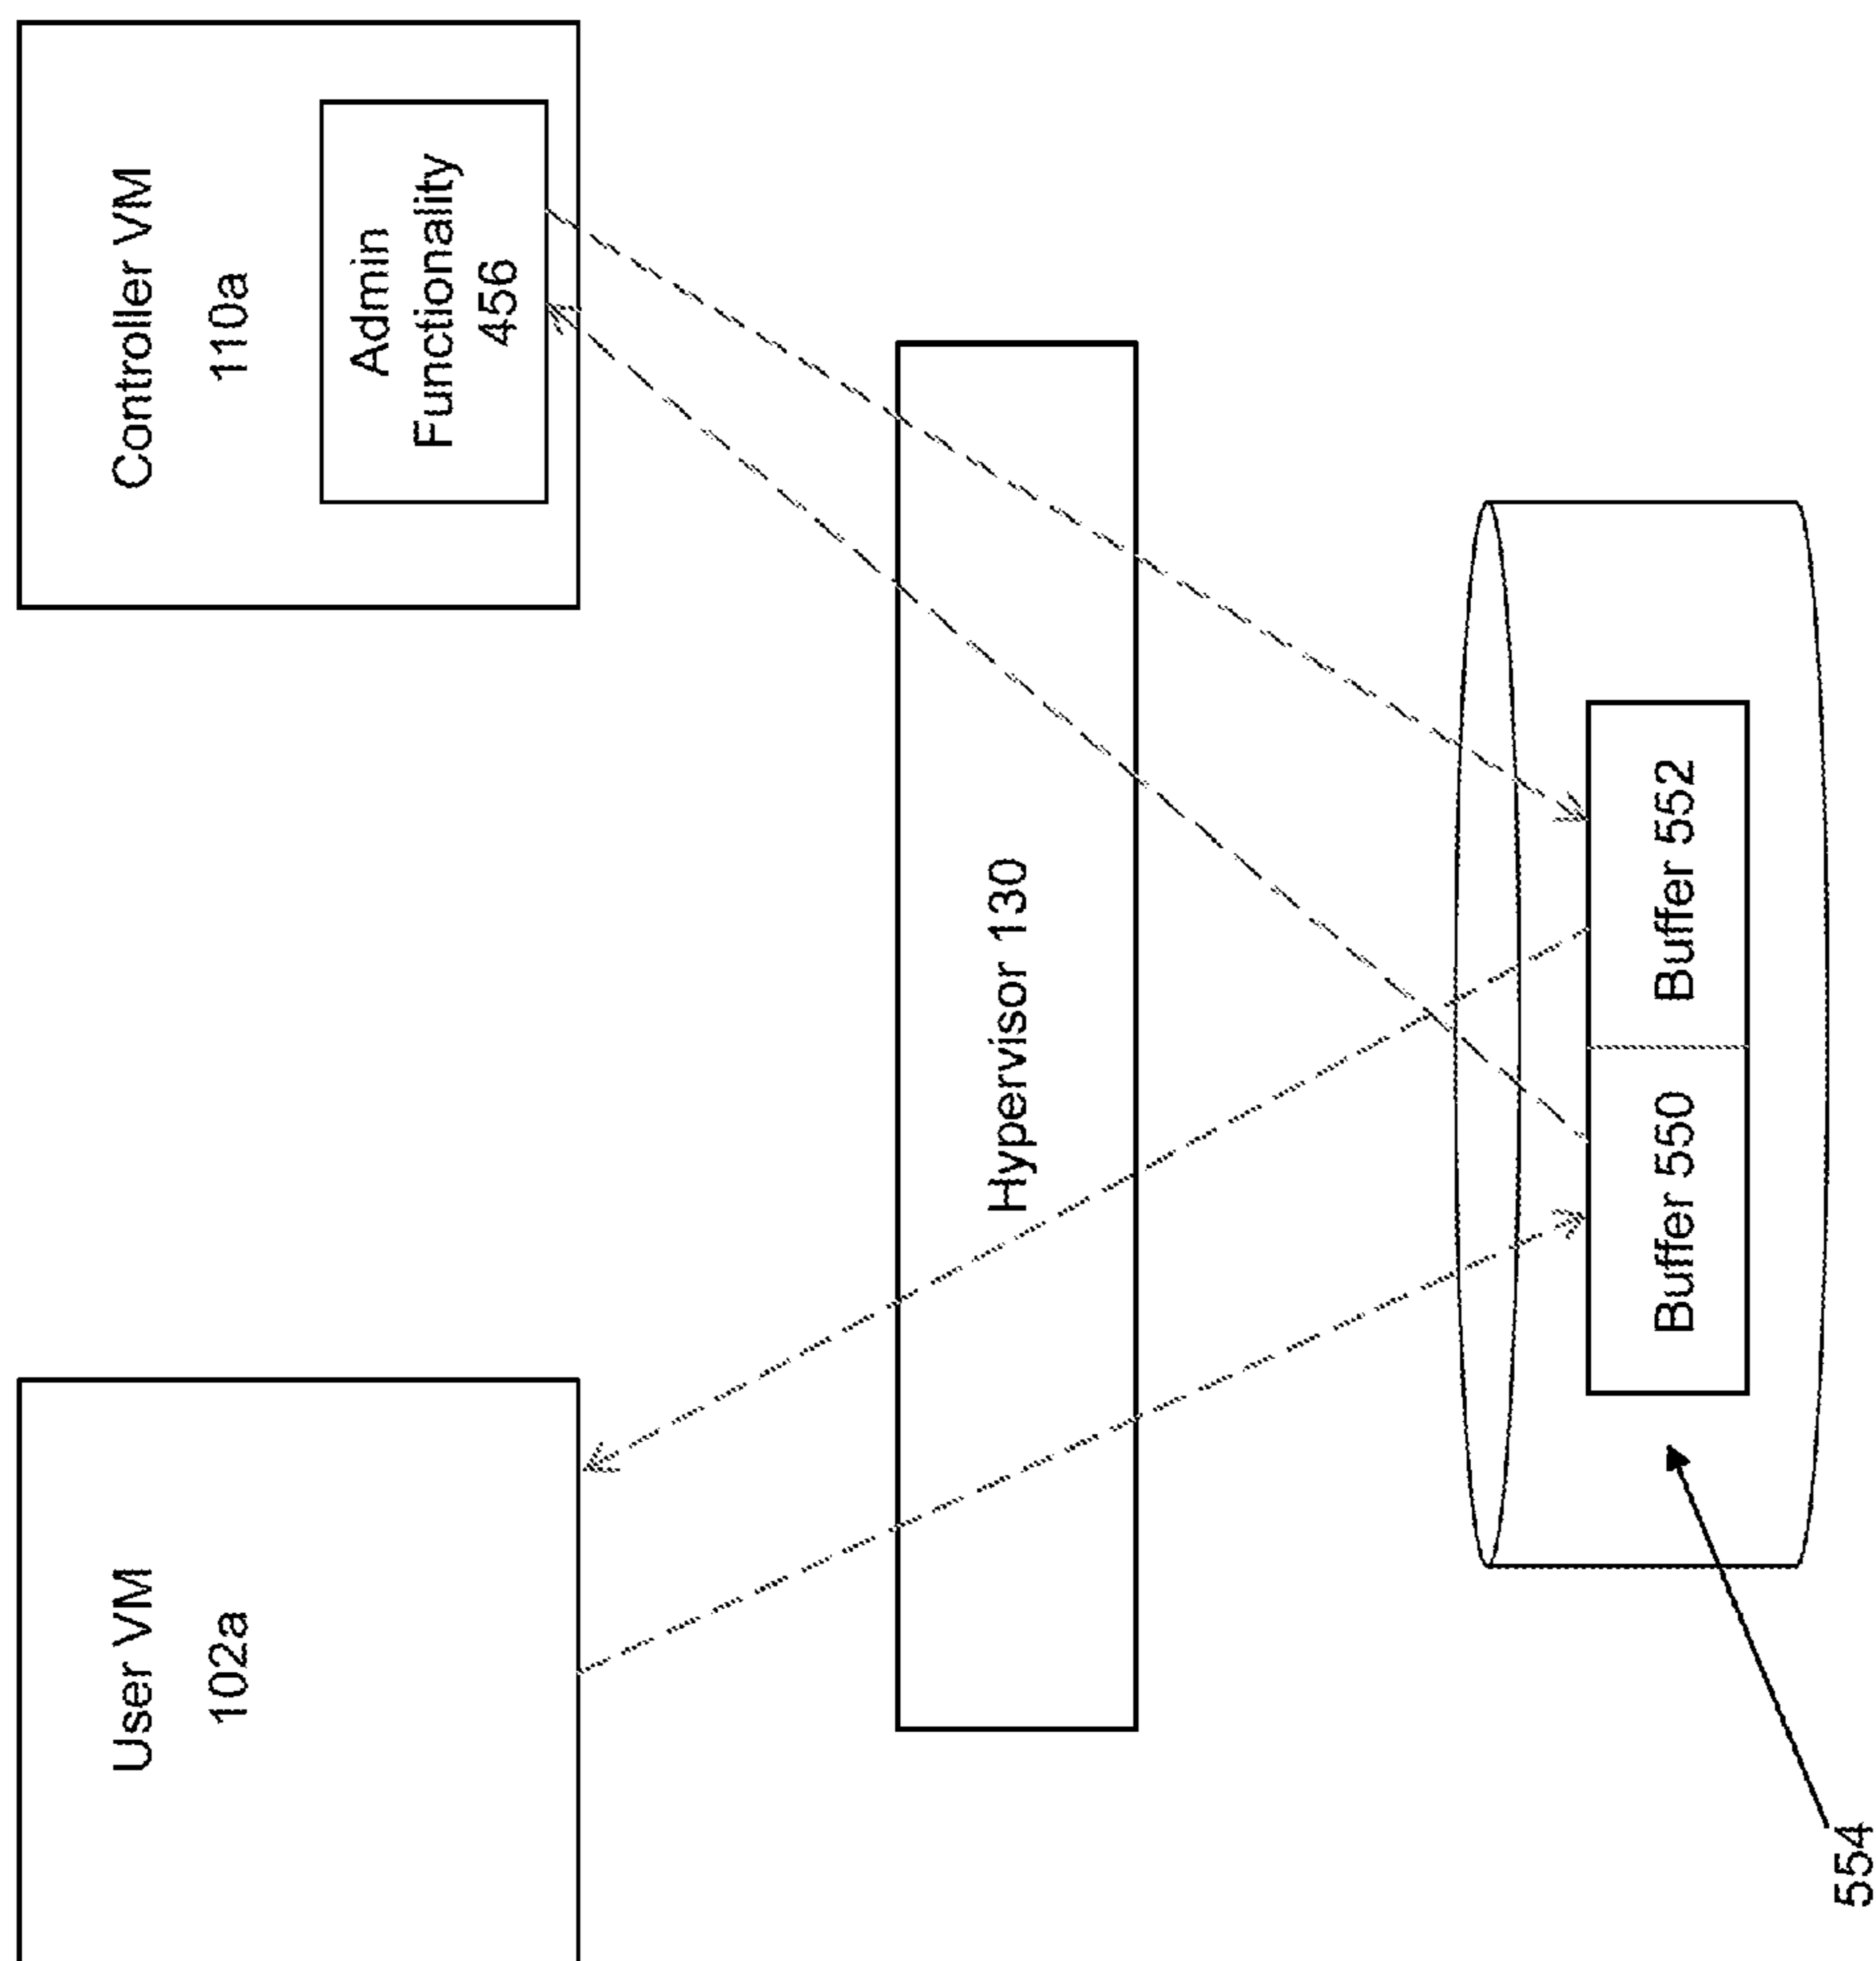 User VM
102a
Controller VM
110a
Admin
Functionality
456
Hypervisor 130
Buffer 550
Buffer 552
554